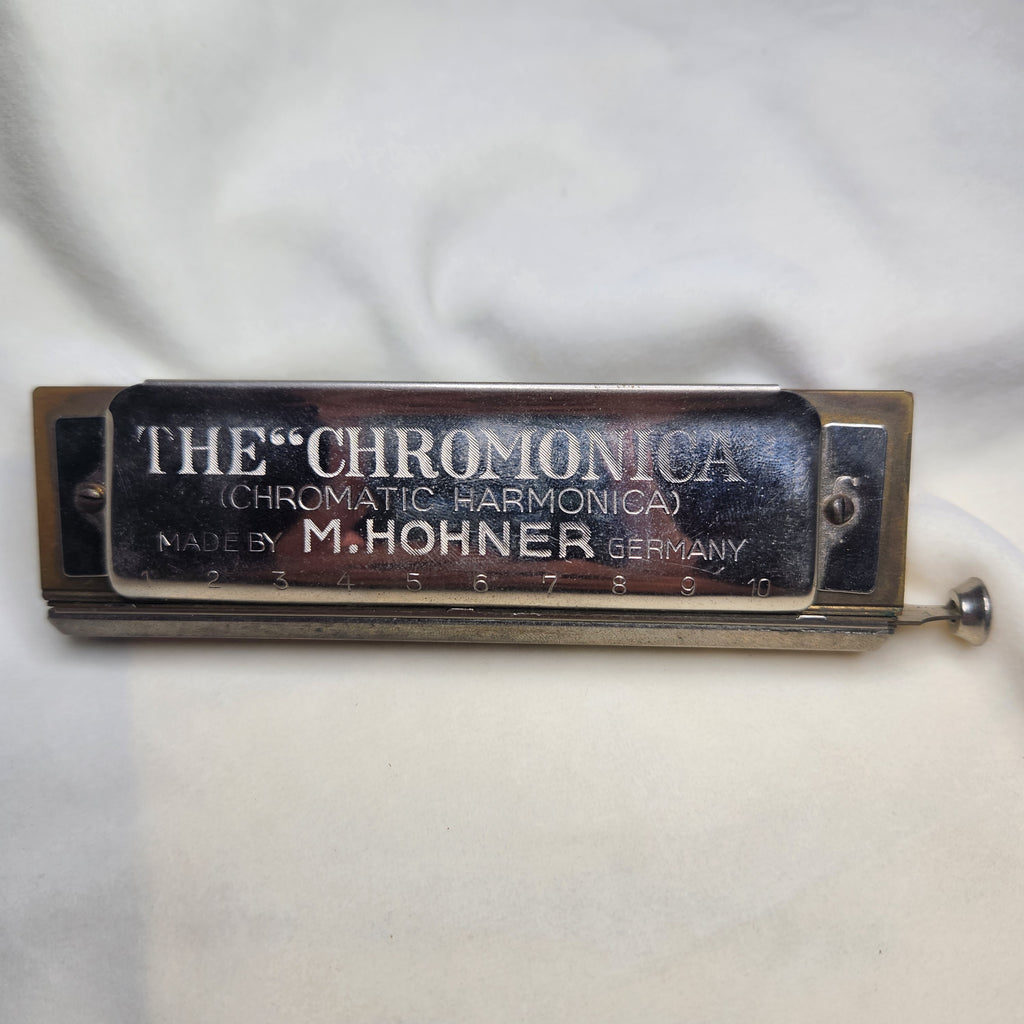 THE “CHROMONICA”
(CHROMATIC HARMONICA)
MADE BY M. HOHNER GERMANY
1 2 3 4 5 6 7 8 9 10